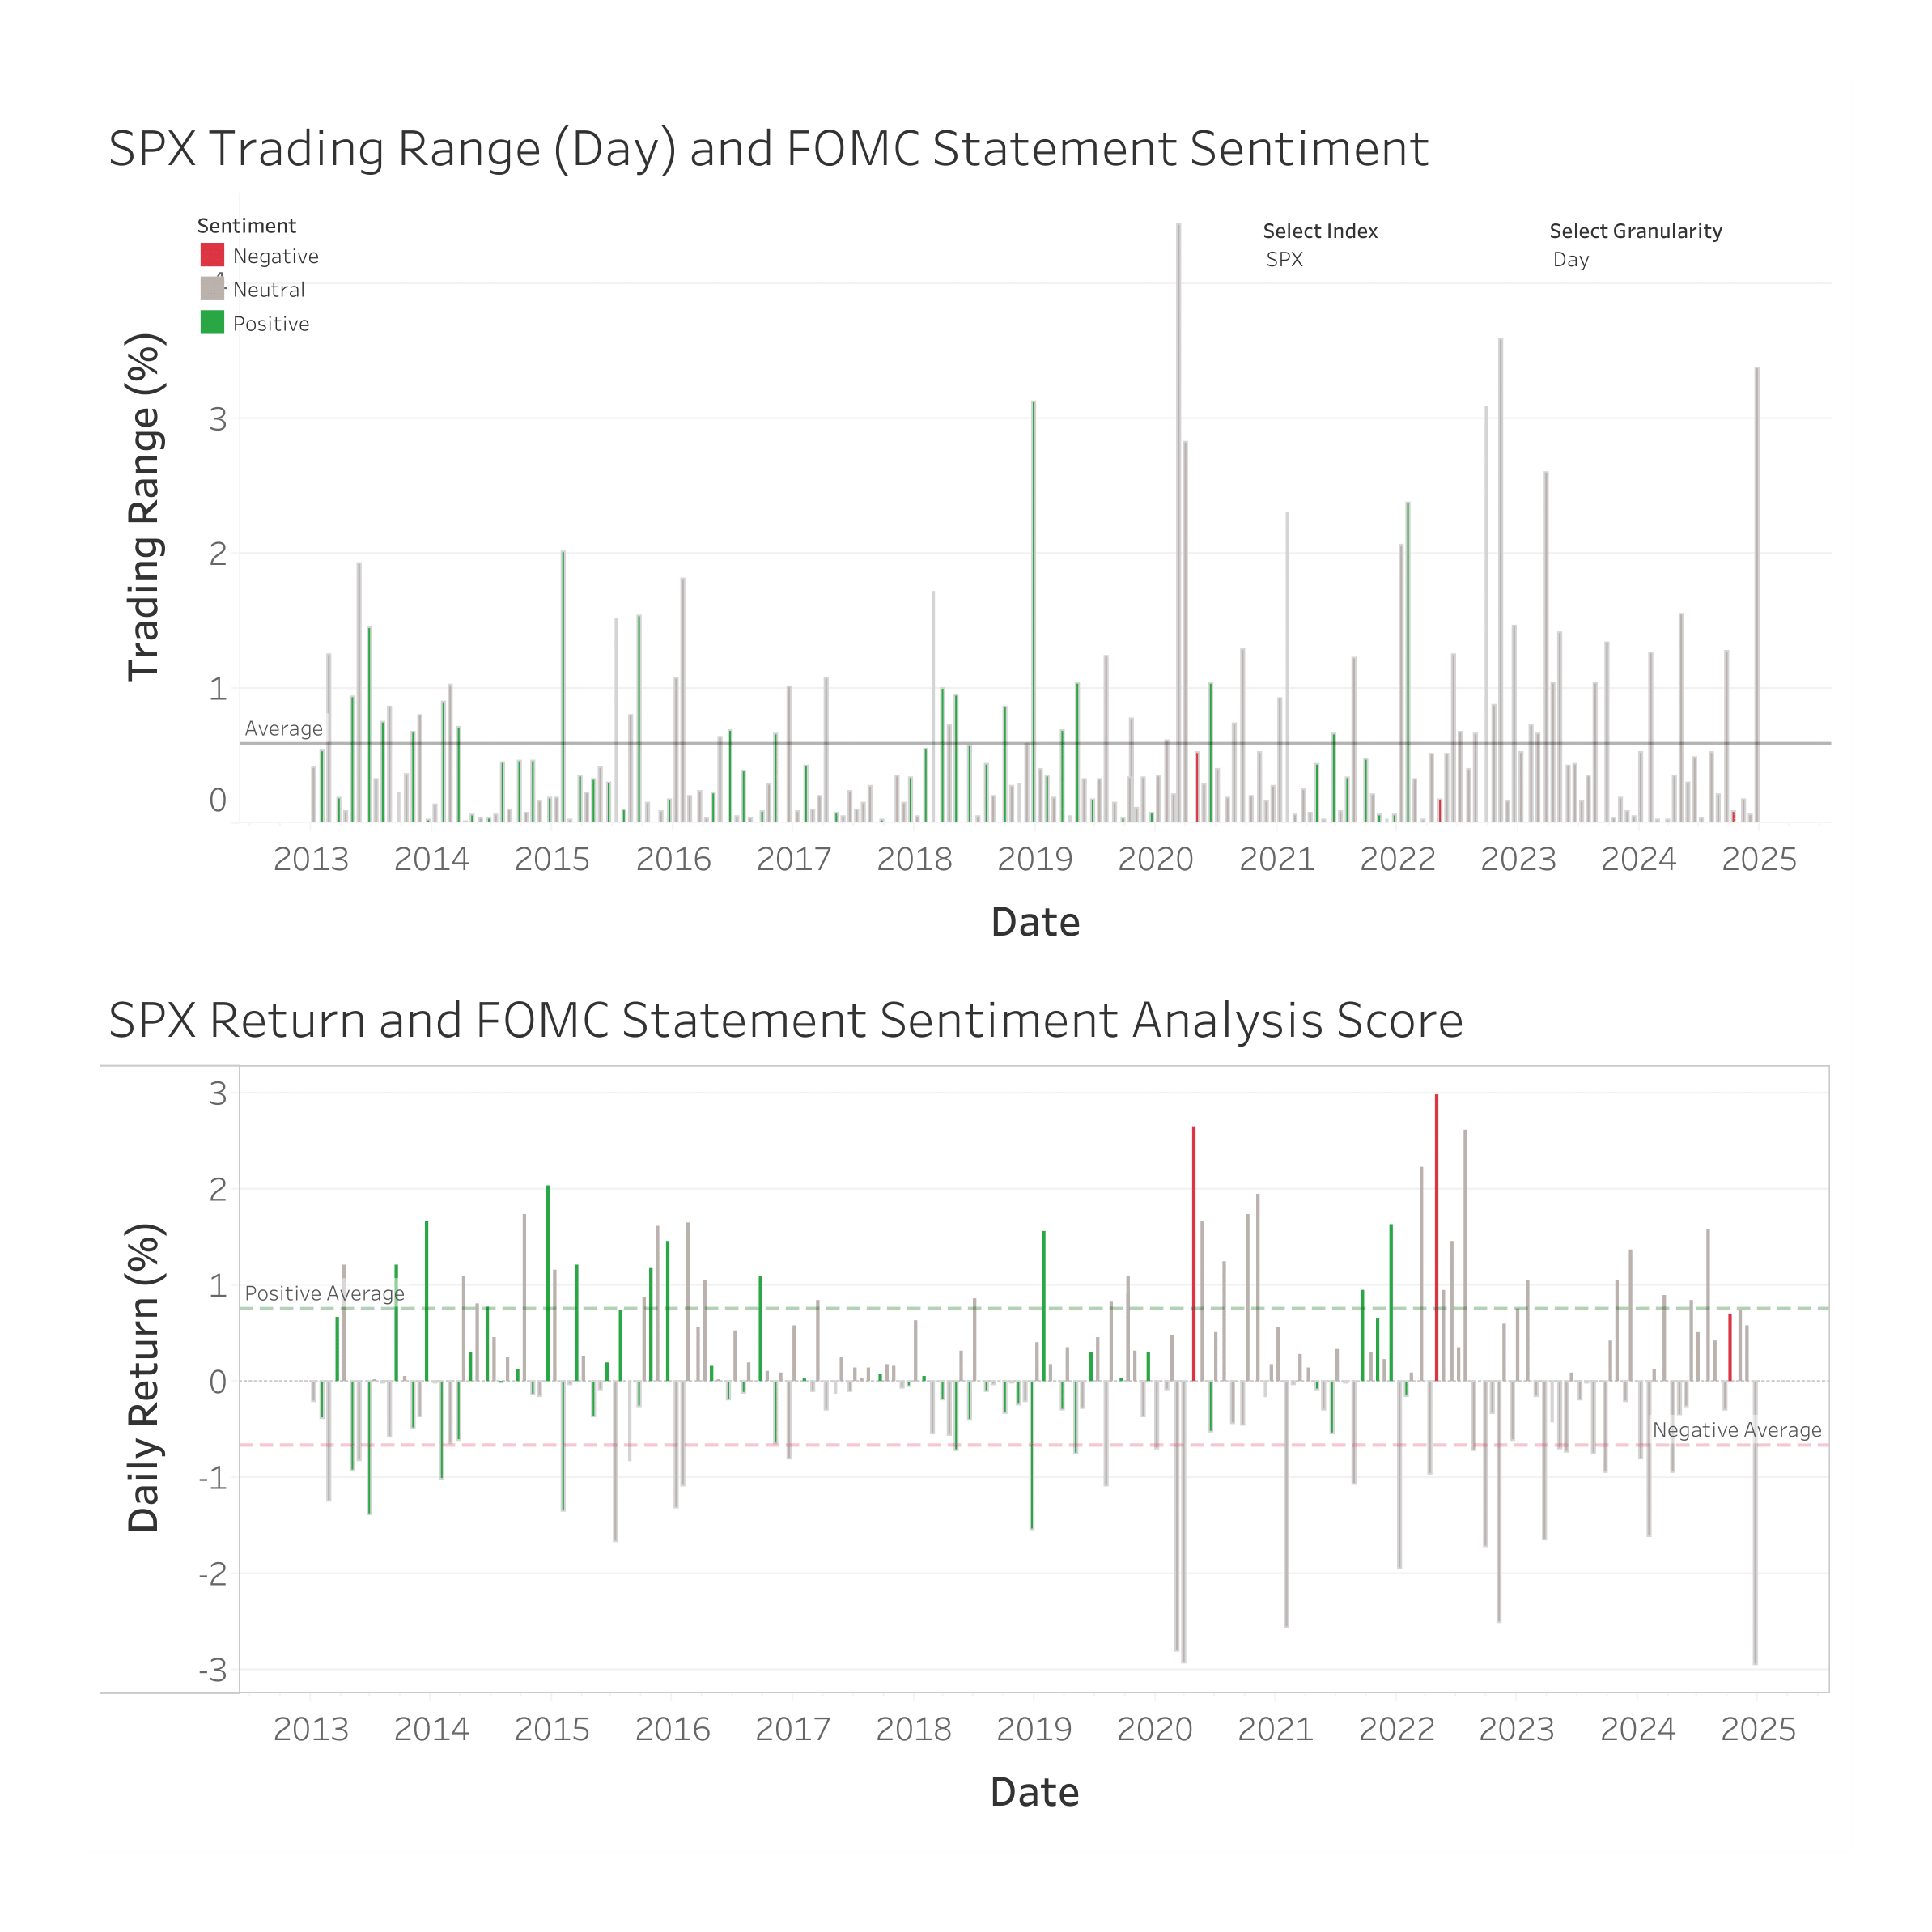 SPX Trading Range (Day) and FOMC Statement Sentiment
Sentiment
Negative
Neutral
Positive
Select Index
SPX
Select Granularity
Day
Trading Range (%)
3
2
1
0
Average
2013 2014 2015 2016 2017 2018 2019 2020 2021 2022 2023 2024 2025
Date
SPX Return and FOMC Statement Sentiment Analysis Score
Daily Return (%)
3
2
1
0
-1
-2
-3
Positive Average
Negative Average
2013 2014 2015 2016 2017 2018 2019 2020 2021 2022 2023 2024 2025
Date